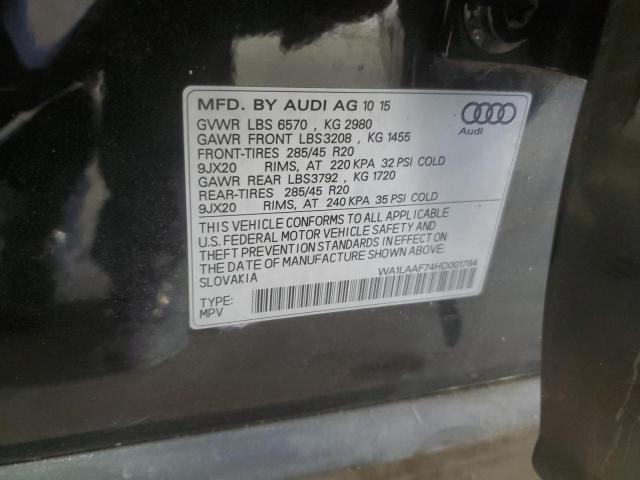 MFD. BY AUDI AG 10 15
GVWR LBS 6570 , KG 2980
GAWR FRONT LBS3208 , KG 1455
FRONT-TIRES 285/45 R20
9JX20 RIMS, AT 220 KPA 32 PSI COLD
GAWR REAR LBS3792 , KG 1720
REAR-TIRES 285/45 R20
9JX20 RIMS, AT 240 KPA 35 PSI COLD
Audi
THIS VEHICLE CONFORMS TO ALL APPLICABLE
U.S. FEDERAL MOTOR VEHICLE SAFETY AND
THEFT PREVENTION STANDARDS IN EFFECT ON
THE DATE OF MANUFACTURE SHOWN ABOVE.
SLOVAKIA
WA1LAAF74HD001784
TYPE:
MPV